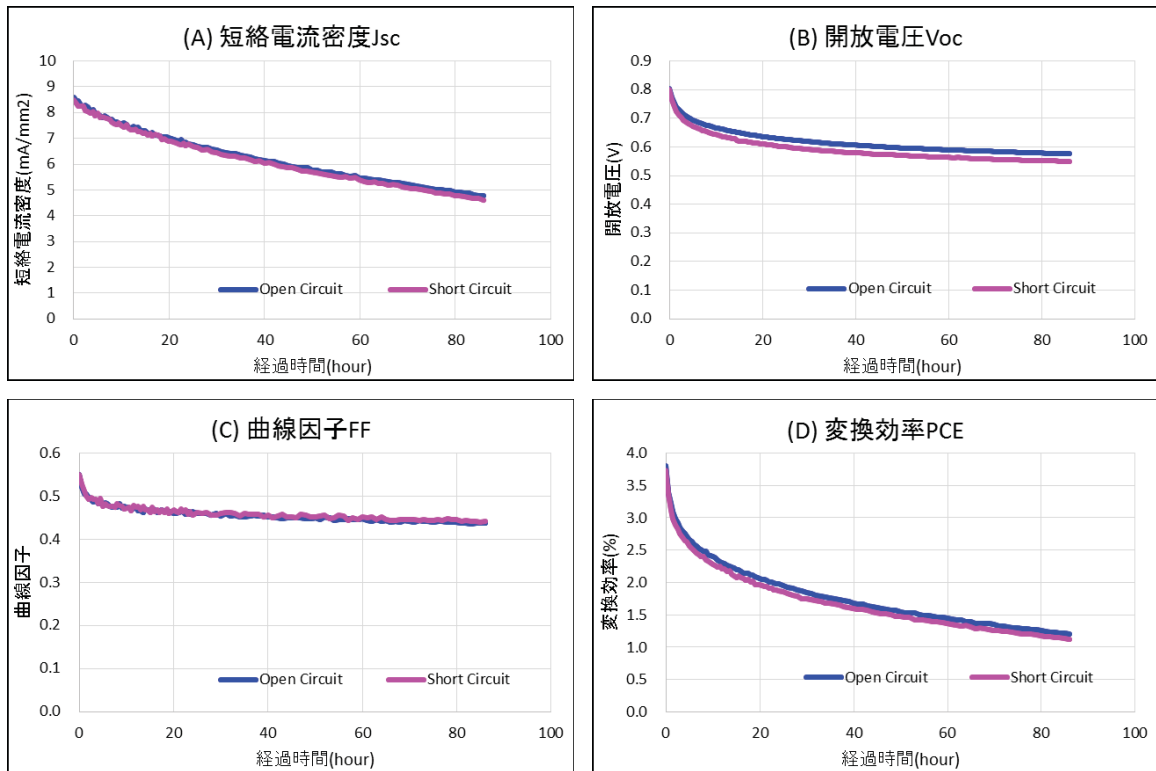 (A) 短絡電流密度Jsc
短絡電流密度(mA/mm2)
10
9
8
7
6
5
4
3
2
1
0
Open Circuit
Short Circuit
0 20 40 60 80 100
経過時間(hour)
(B) 開放電圧Voc
開放電圧(V)
0.9
0.8
0.7
0.6
0.5
0.4
0.3
0.2
0.1
0.0
Open Circuit
Short Circuit
0 20 40 60 80 100
経過時間(hour)
(C) 曲線因子FF
曲線因子
0.6
0.5
0.4
0.3
0.2
0.1
0.0
Open Circuit
Short Circuit
0 20 40 60 80 100
経過時間(hour)
(D) 変換効率PCE
変換効率(%)
4.0
3.5
3.0
2.5
2.0
1.5
1.0
0.5
0.0
Open Circuit
Short Circuit
0 20 40 60 80 100
経過時間(hour)